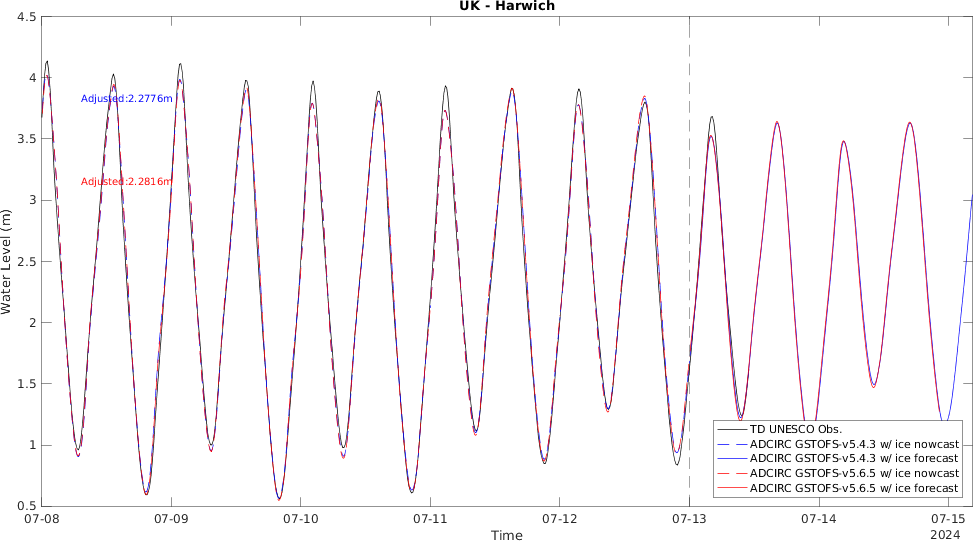 UK - Harwich
4.5
4
3.5
3
2.5
2
1.5
1
0.5
Water Level (m)
Adjusted:2.2776m
Adjusted:2.2816m
TD UNESCO Obs.
ADCIRC GSTOFS-v5.4.3 w/ ice nowcast
ADCIRC GSTOFS-v5.4.3 w/ ice forecast
ADCIRC GSTOFS-v5.6.5 w/ ice nowcast
ADCIRC GSTOFS-v5.6.5 w/ ice forecast
07-08 07-09 07-10 07-11 07-12 07-13 07-14 07-15
Time
2024